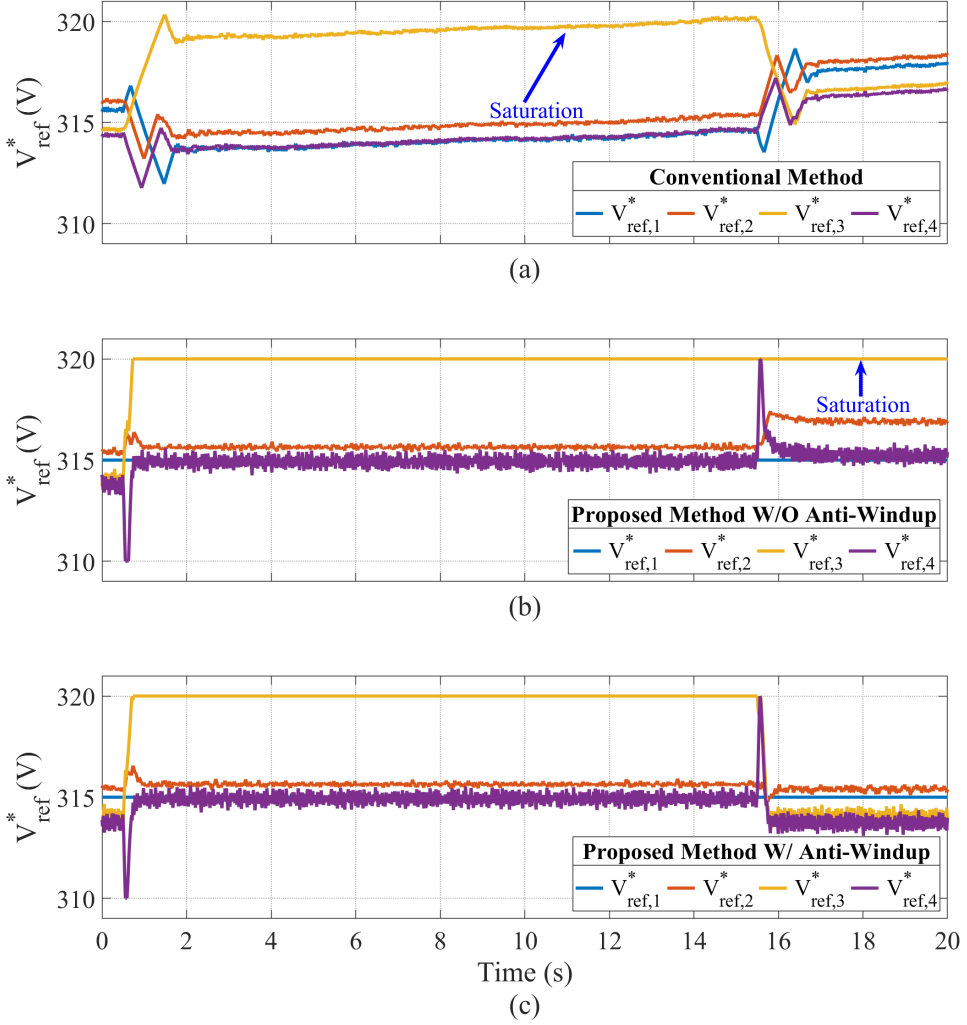 320
315
310
V*ref (V)
Saturation
Conventional Method
V*ref,1 V*ref,2 V*ref,3 V*ref,4
(a)
320
315
310
V*ref (V)
Saturation
Proposed Method W/O Anti-Windup
V*ref,1 V*ref,2 V*ref,3 V*ref,4
(b)
320
315
310
V*ref (V)
Proposed Method W/ Anti-Windup
V*ref,1 V*ref,2 V*ref,3 V*ref,4
0 2 4 6 8 10 12 14 16 18 20
Time (s)
(c)